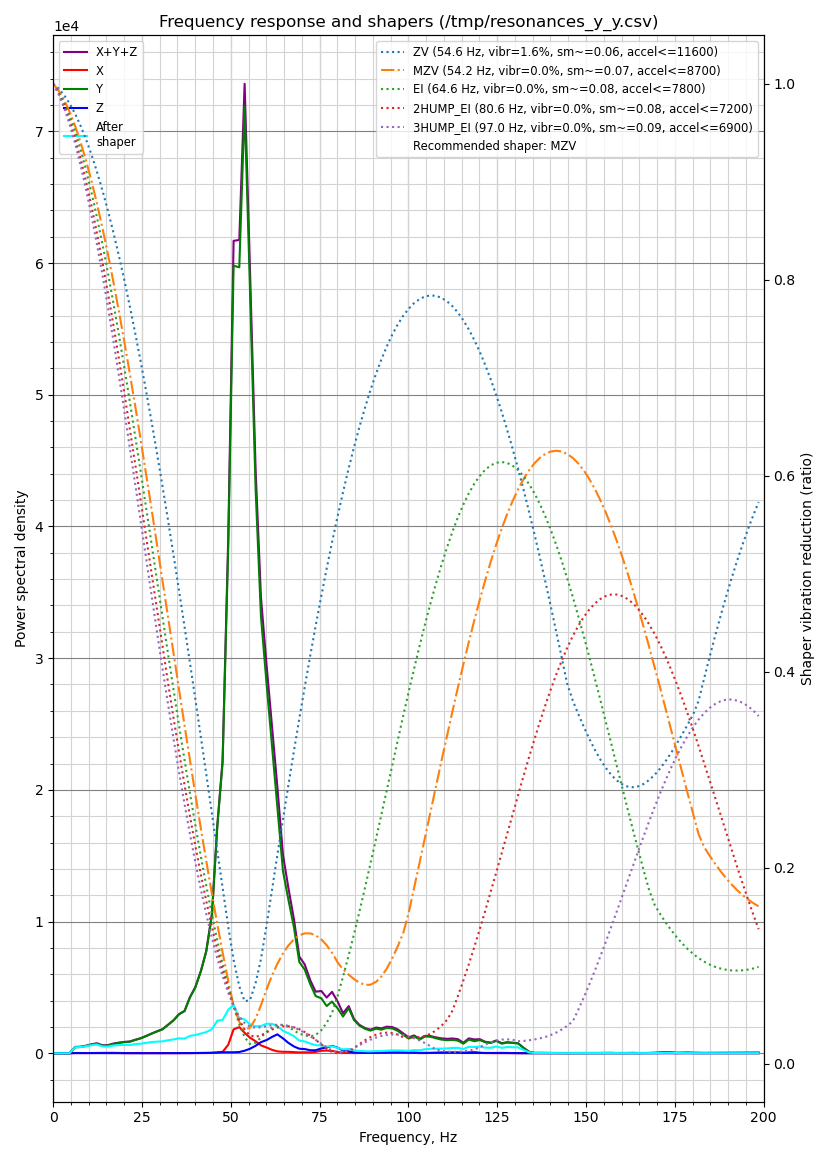 Frequency response and shapers (/tmp/resonances_y_y.csv)
1e4
X+Y+Z
X
Y
Z
After
shaper
ZV (54.6 Hz, vibr=1.6%, sm~=0.06, accel<=11600)
MZV (54.2 Hz, vibr=0.0%, sm~=0.07, accel<=8700)
EI (64.6 Hz, vibr=0.0%, sm~=0.08, accel<=7800)
2HUMP_EI (80.6 Hz, vibr=0.0%, sm~=0.08, accel<=7200)
3HUMP_EI (97.0 Hz, vibr=0.0%, sm~=0.09, accel<=6900)
Recommended shaper: MZV
7
6
5
4
3
2
1
0
Power spectral density
1.0
0.8
0.6
0.4
0.2
0.0
Shaper vibration reduction (ratio)
0 25 50 75 100 125 150 175 200
Frequency, Hz